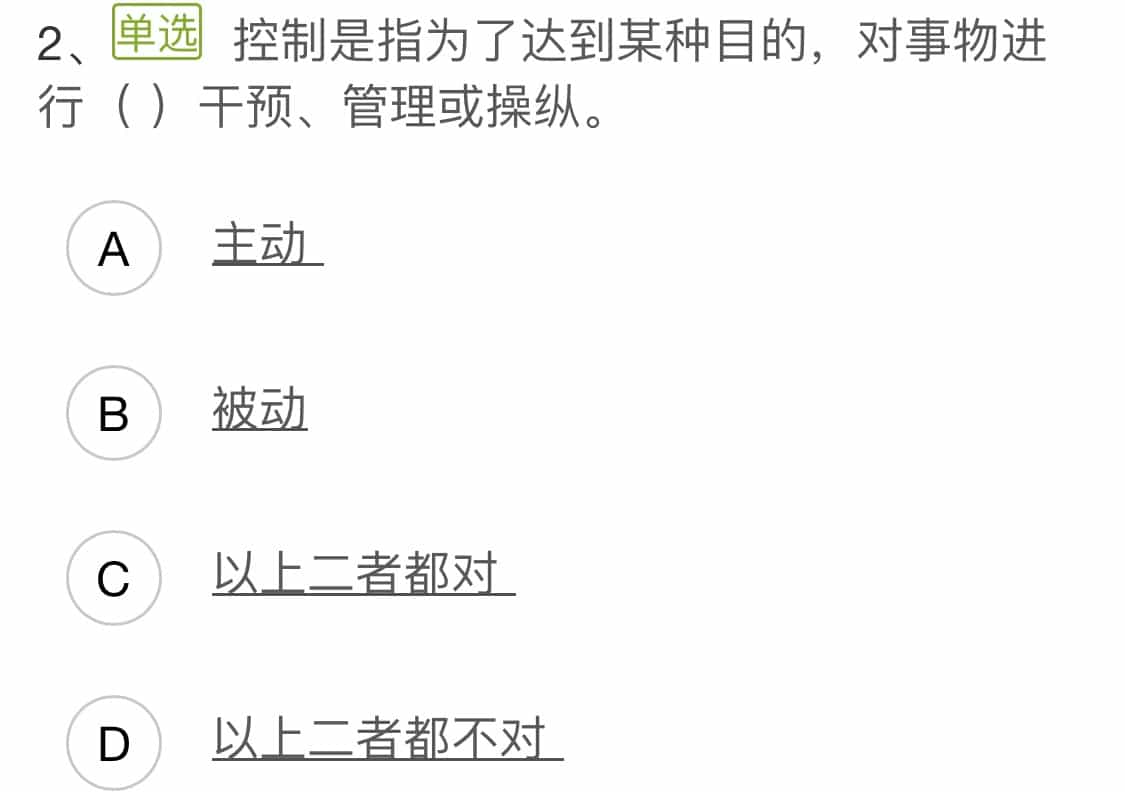 2、单选 控制是指为了达到某种目的，对事物进
行（ ）干预、管理或操纵。
A 主动
B 被动
C 以上二者都对
D 以上二者都不对